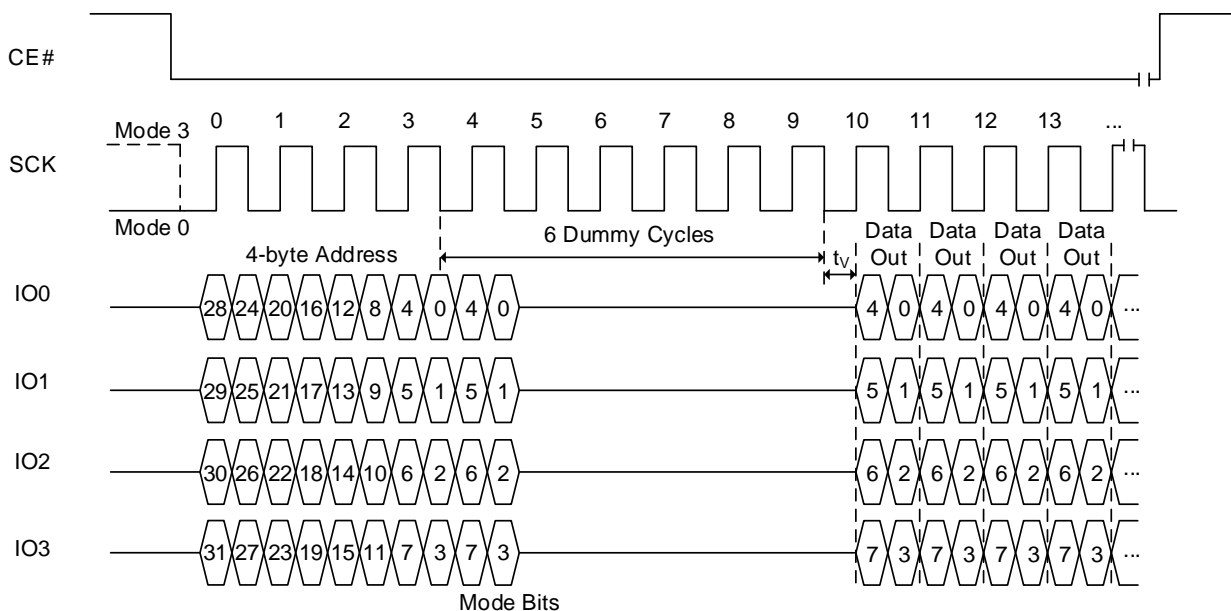 CE#
Mode 3
0 1 2 3 4 5 6 7 8 9 10 11 12 13 ...
SCK
Mode 0
4-byte Address
6 Dummy Cycles
tV
Data Out
Data Out
Data Out
Data Out
IO0
28 24 20 16 12 8 4 0 4 0
4 0 4 0 4 0 4 0 ...
IO1
29 25 21 17 13 9 5 1 5 1
5 1 5 1 5 1 5 1 ...
IO2
30 26 22 18 14 10 6 2 6 2
6 2 6 2 6 2 6 2 ...
IO3
31 27 23 19 15 11 7 3 7 3
7 3 7 3 7 3 7 3 ...
Mode Bits